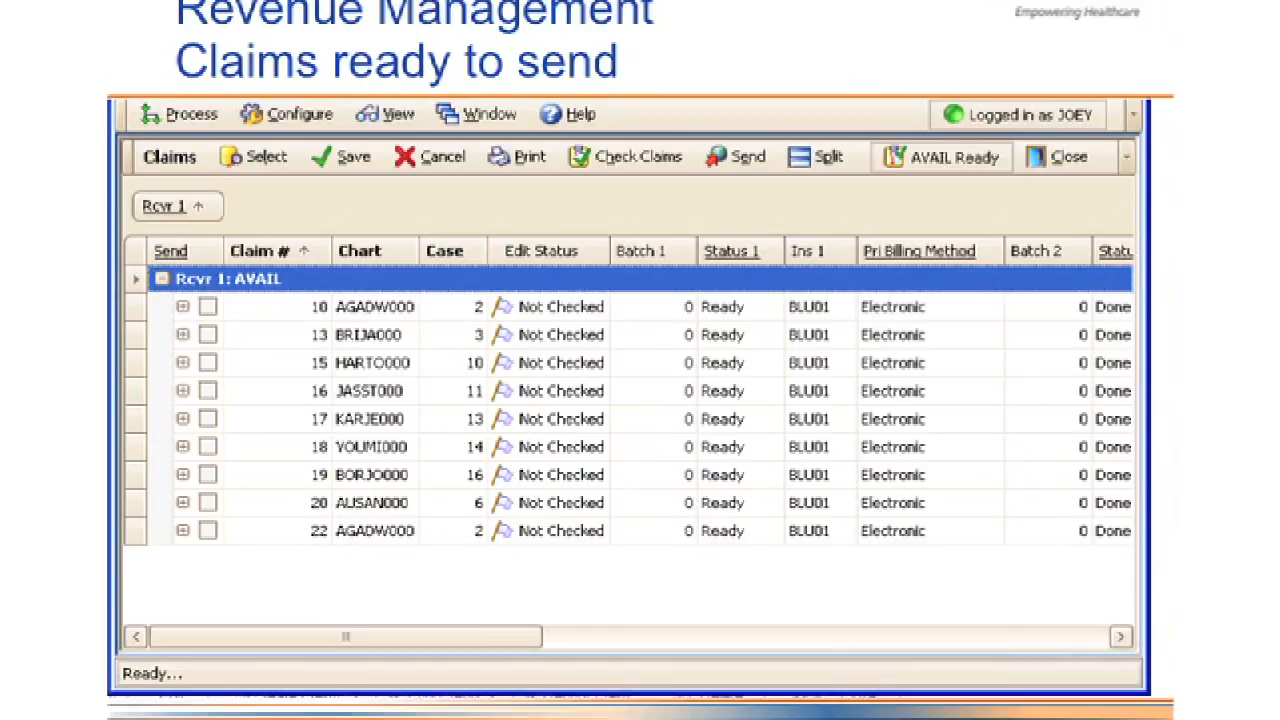 Revenue Management
Empowering Healthcare
Claims ready to send
Process Configure View Window Help Logged in as JOEY
Claims Select Save Cancel Print Check Claims Send Split AVAIL Ready Close
Rcvr 1
Send Claim # Chart Case Edit Status Batch 1 Status 1 Ins 1 Pri Billing Method Batch 2 Statu
Rcvr 1: AVAIL
10 AGADW000 2 Not Checked 0 Ready BLU01 Electronic 0 Done
13 BRIJA000 3 Not Checked 0 Ready BLU01 Electronic 0 Done
15 HARTO000 10 Not Checked 0 Ready BLU01 Electronic 0 Done
16 JASST000 11 Not Checked 0 Ready BLU01 Electronic 0 Done
17 KARJE000 13 Not Checked 0 Ready BLU01 Electronic 0 Done
18 YOUMI000 14 Not Checked 0 Ready BLU01 Electronic 0 Done
19 BORJO000 16 Not Checked 0 Ready BLU01 Electronic 0 Done
20 AUSAN000 6 Not Checked 0 Ready BLU01 Electronic 0 Done
22 AGADW000 2 Not Checked 0 Ready BLU01 Electronic 0 Done
Ready...